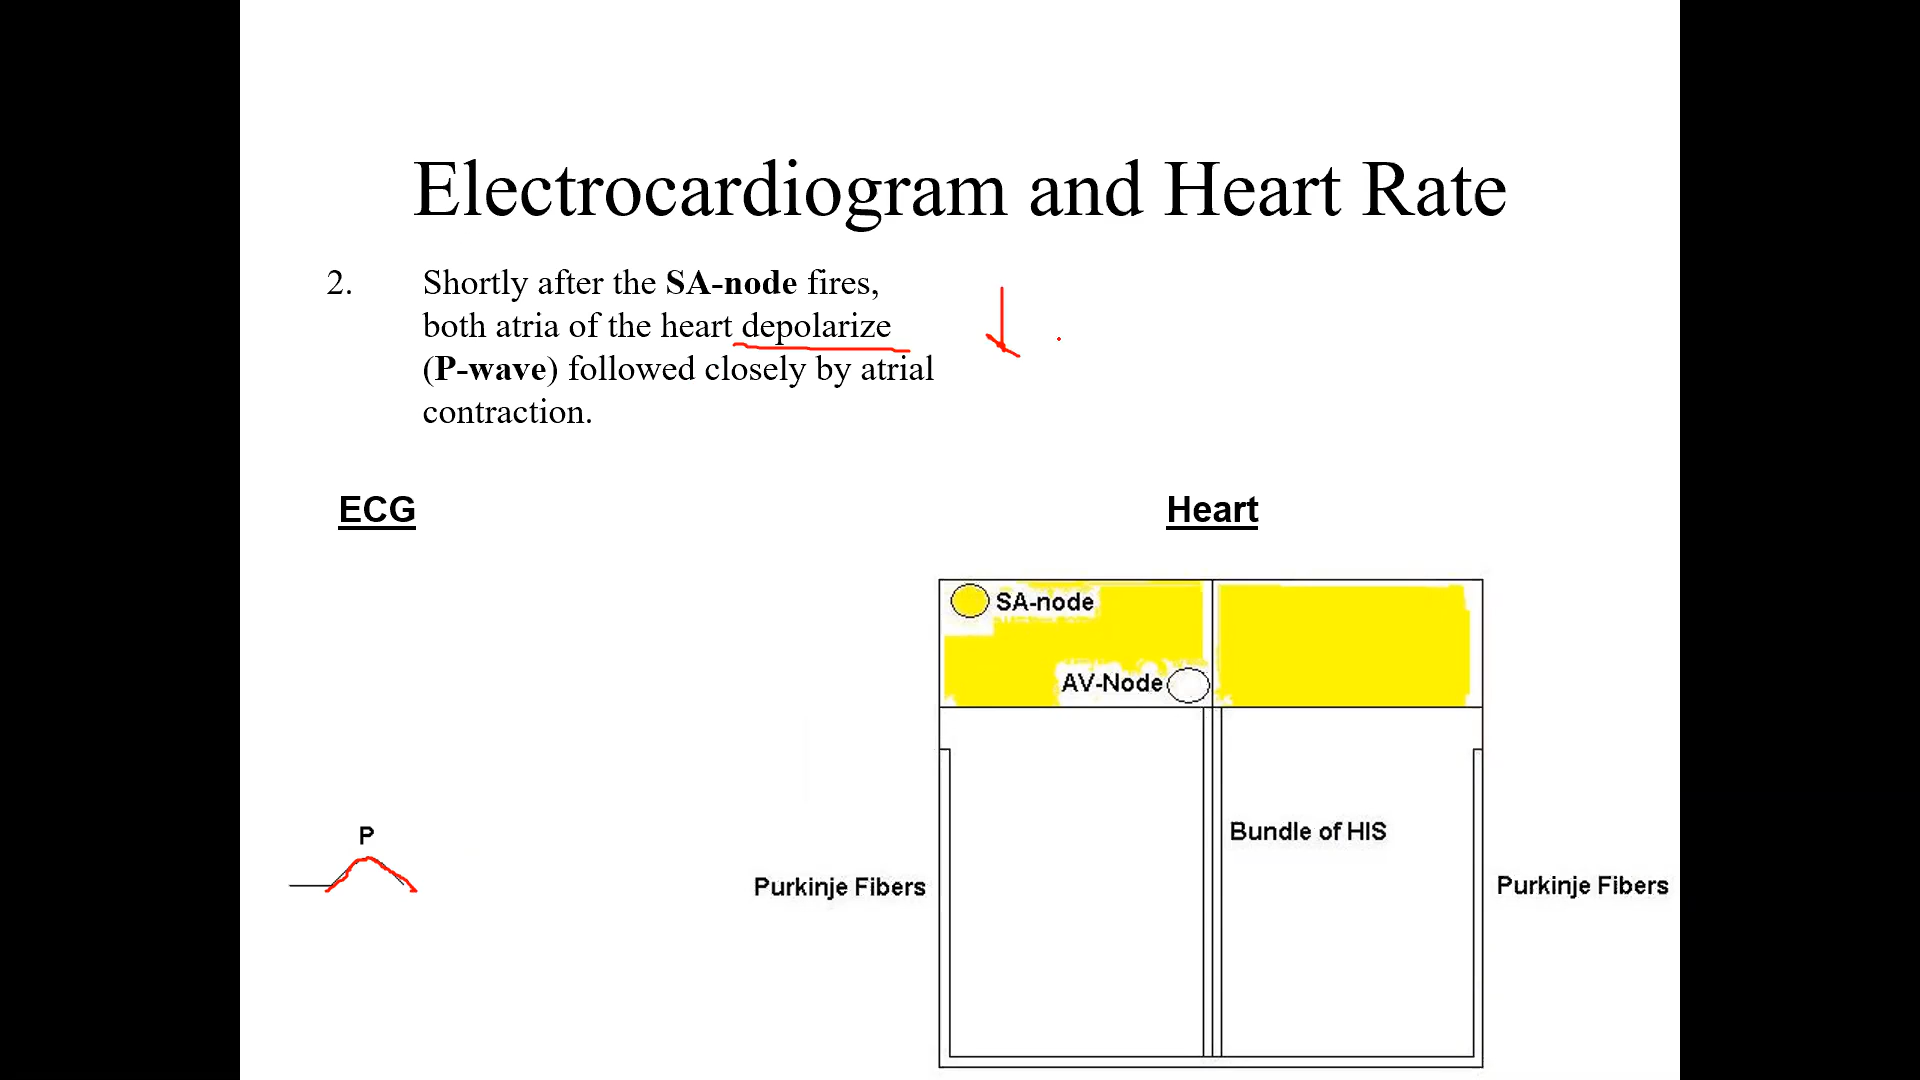 Electrocardiogram and Heart Rate
2. Shortly after the SA-node fires,
both atria of the heart depolarize
(P-wave) followed closely by atrial
contraction.
ECG
Heart
SA-node
AV-Node
P
Bundle of HIS
Purkinje Fibers
Purkinje Fibers